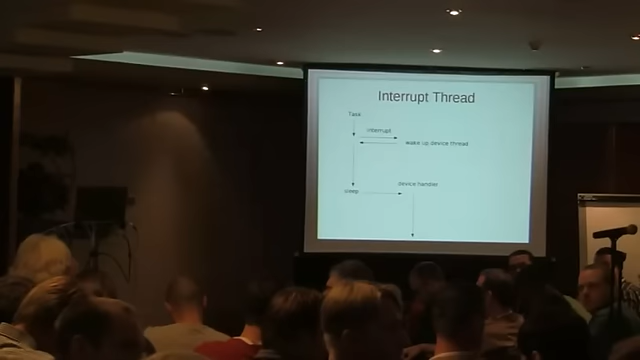 Interrupt Thread
Task
interrupt
wake up device thread
sleep
device handler